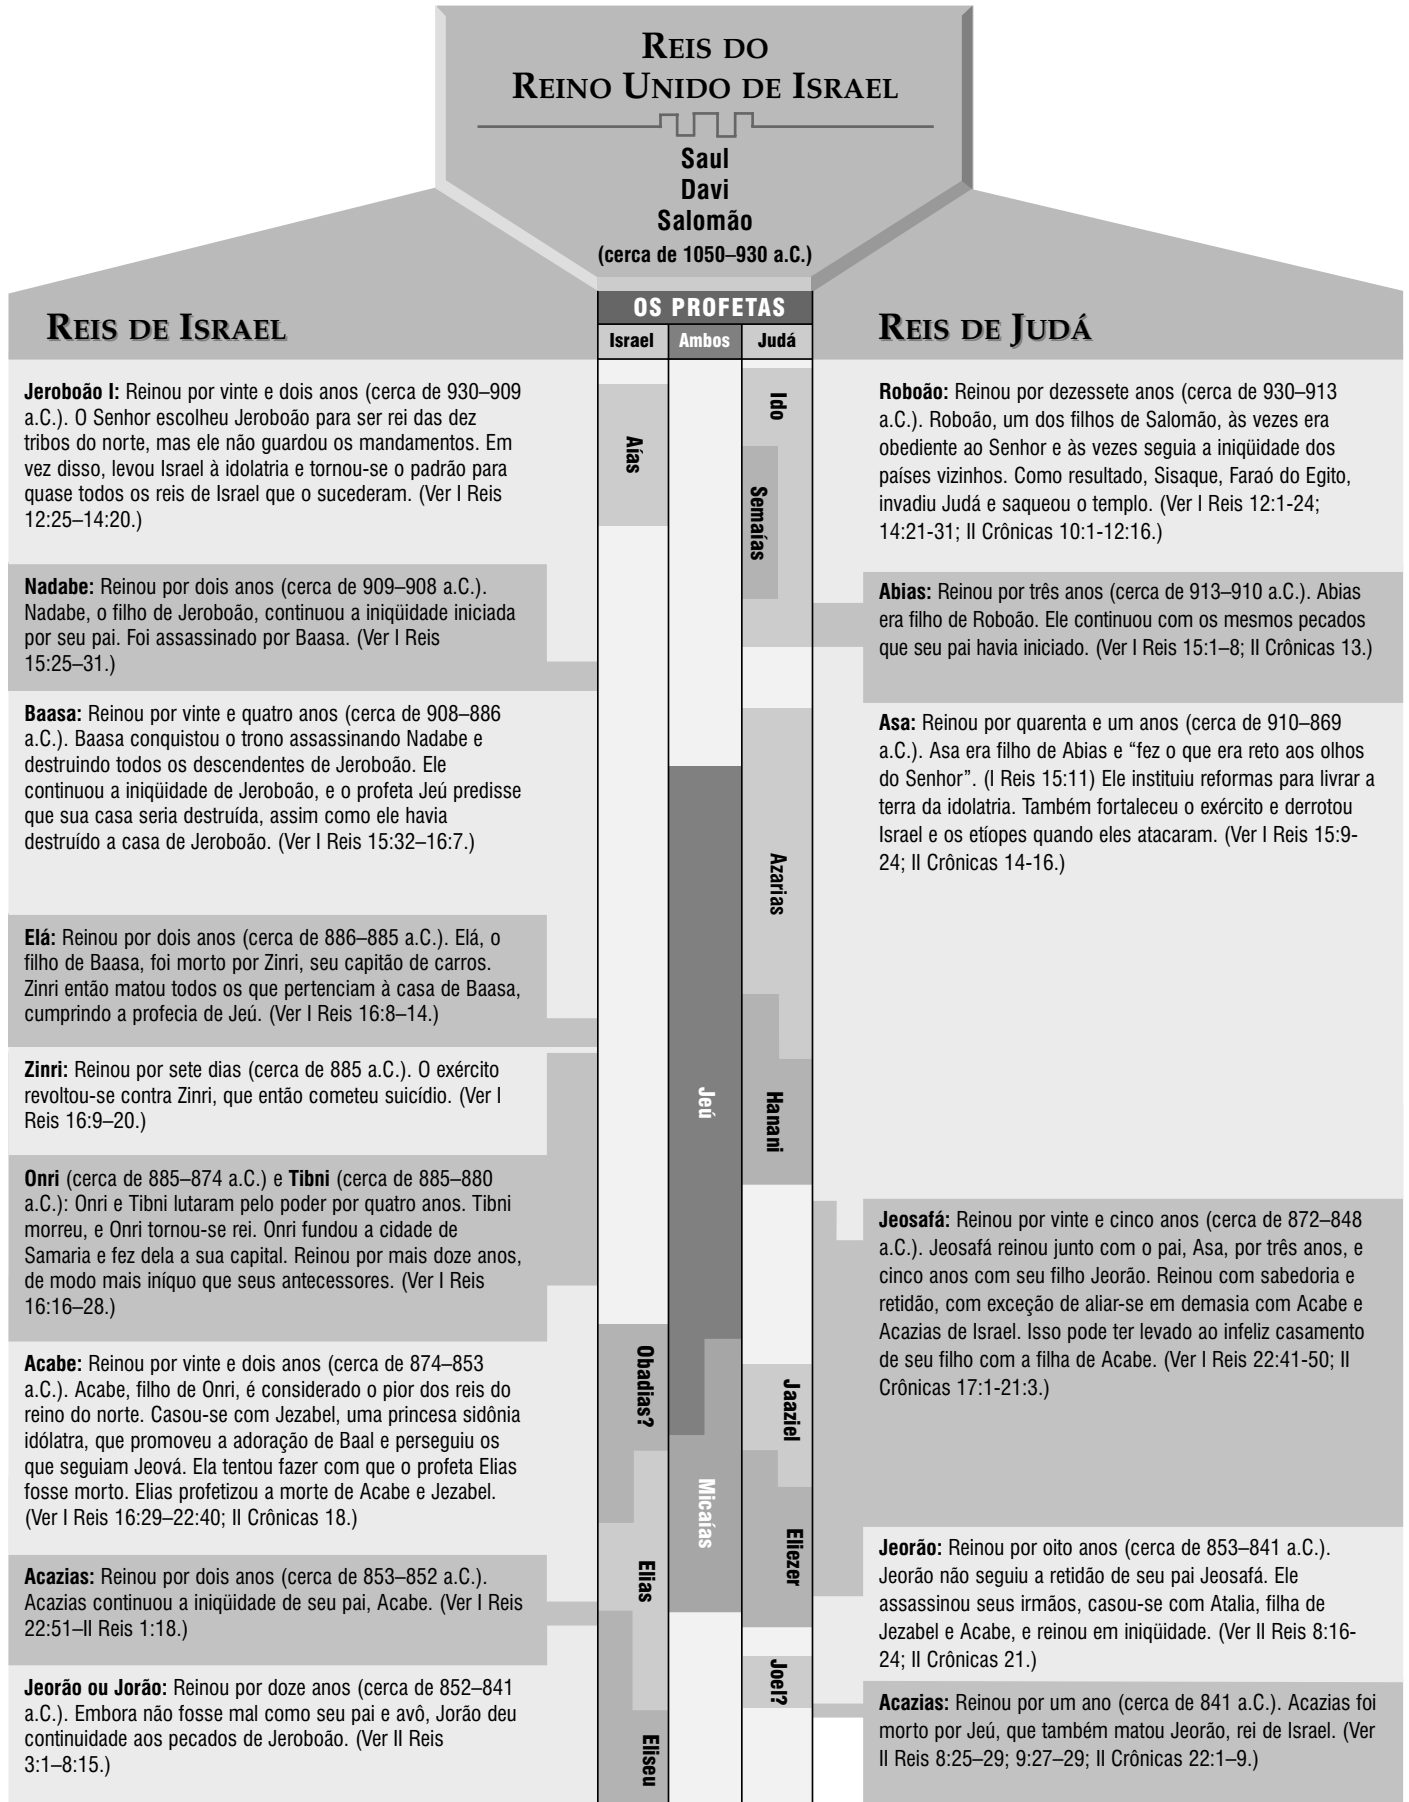 REIS DO
REINO UNIDO DE ISRAEL
Saul
Davi
Salomão
(cerca de 1050–930 a.C.)
REIS DE ISRAEL
Jeroboão I: Reinou por vinte e dois anos (cerca de 930–909
a.C.). O Senhor escolheu Jeroboão para ser rei das dez
tribos do norte, mas ele não guardou os mandamentos. Em
vez disso, levou Israel à idolatria e tornou-se o padrão para
quase todos os reis de Israel que o sucederam. (Ver I Reis
12:25–14:20.)
Nadabe: Reinou por dois anos (cerca de 909–908 a.C.).
Nadabe, o filho de Jeroboão, continuou a iniqüidade iniciada
por seu pai. Foi assassinado por Baasa. (Ver I Reis
15:25–31.)
Baasa: Reinou por vinte e quatro anos (cerca de 908–886
a.C.). Baasa conquistou o trono assassinando Nadabe e
destruindo todos os descendentes de Jeroboão. Ele
continuou a iniqüidade de Jeroboão, e o profeta Jeú predisse
que sua casa seria destruída, assim como ele havia
destruído a casa de Jeroboão. (Ver I Reis 15:32–16:7.)
Elá: Reinou por dois anos (cerca de 886–885 a.C.). Elá, o
filho de Baasa, foi morto por Zinri, seu capitão de carros.
Zinri então matou todos os que pertenciam à casa de Baasa,
cumprindo a profecia de Jeú. (Ver I Reis 16:8–14.)
Zinri: Reinou por sete dias (cerca de 885 a.C.). O exército
revoltou-se contra Zinri, que então cometeu suicídio. (Ver I
Reis 16:9–20.)
Onri (cerca de 885–874 a.C.) e Tibni (cerca de 885–880
a.C.): Onri e Tibni lutaram pelo poder por quatro anos. Tibni
morreu, e Onri tornou-se rei. Onri fundou a cidade de
Samaria e fez dela a sua capital. Reinou por mais doze anos,
de modo mais iníquo que seus antecessores. (Ver I Reis
16:16–28.)
Acabe: Reinou por vinte e dois anos (cerca de 874–853
a.C.). Acabe, filho de Onri, é considerado o pior dos reis do
reino do norte. Casou-se com Jezabel, uma princesa sidônia
idólatra, que promoveu a adoração de Baal e perseguiu os
que seguiam Jeová. Ela tentou fazer com que o profeta Elias
fosse morto. Elias profetizou a morte de Acabe e Jezabel.
(Ver I Reis 16:29–22:40; II Crônicas 18.)
Acazias: Reinou por dois anos (cerca de 853–852 a.C.).
Acazias continuou a iniqüidade de seu pai, Acabe. (Ver I Reis
22:51–II Reis 1:18.)
Jeorão ou Jorão: Reinou por doze anos (cerca de 852–841
a.C.). Embora não fosse mal como seu pai e avô, Jorão deu
continuidade aos pecados de Jeroboão. (Ver II Reis
3:1–8:15.)
OS PROFETAS
Israel Ambos Judá
Aías
Obadias?
Elias
Eliseu
Jeú
Micaías
Ido
Semaías
Azarias
Hanani
Jaaziel
Eliezer
Joel?
REIS DE JUDÁ
Roboão: Reinou por dezessete anos (cerca de 930–913
a.C.). Roboão, um dos filhos de Salomão, às vezes era
obediente ao Senhor e às vezes seguia a iniqüidade dos
países vizinhos. Como resultado, Sisaque, Faraó do Egito,
invadiu Judá e saqueou o templo. (Ver I Reis 12:1-24;
14:21-31; II Crônicas 10:1-12:16.)
Abias: Reinou por três anos (cerca de 913–910 a.C.). Abias
era filho de Roboão. Ele continuou com os mesmos pecados
que seu pai havia iniciado. (Ver I Reis 15:1–8; II Crônicas 13.)
Asa: Reinou por quarenta e um anos (cerca de 910–869
a.C.). Asa era filho de Abias e “fez o que era reto aos olhos
do Senhor”. (I Reis 15:11) Ele instituiu reformas para livrar a
terra da idolatria. Também fortaleceu o exército e derrotou
Israel e os etíopes quando eles atacaram. (Ver I Reis 15:9-
24; II Crônicas 14-16.)
Jeosafá: Reinou por vinte e cinco anos (cerca de 872–848
a.C.). Jeosafá reinou junto com o pai, Asa, por três anos, e
cinco anos com seu filho Jeorão. Reinou com sabedoria e
retidão, com exceção de aliar-se em demasia com Acabe e
Acazias de Israel. Isso pode ter levado ao infeliz casamento
de seu filho com a filha de Acabe. (Ver I Reis 22:41-50; II
Crônicas 17:1-21:3.)
Jeorão: Reinou por oito anos (cerca de 853–841 a.C.).
Jeorão não seguiu a retidão de seu pai Jeosafá. Ele
assassinou seus irmãos, casou-se com Atalia, filha de
Jezabel e Acabe, e reinou em iniqüidade. (Ver II Reis 8:16-
24; II Crônicas 21.)
Acazias: Reinou por um ano (cerca de 841 a.C.). Acazias foi
morto por Jeú, que também matou Jeorão, rei de Israel. (Ver
II Reis 8:25–29; 9:27–29; II Crônicas 22:1–9.)